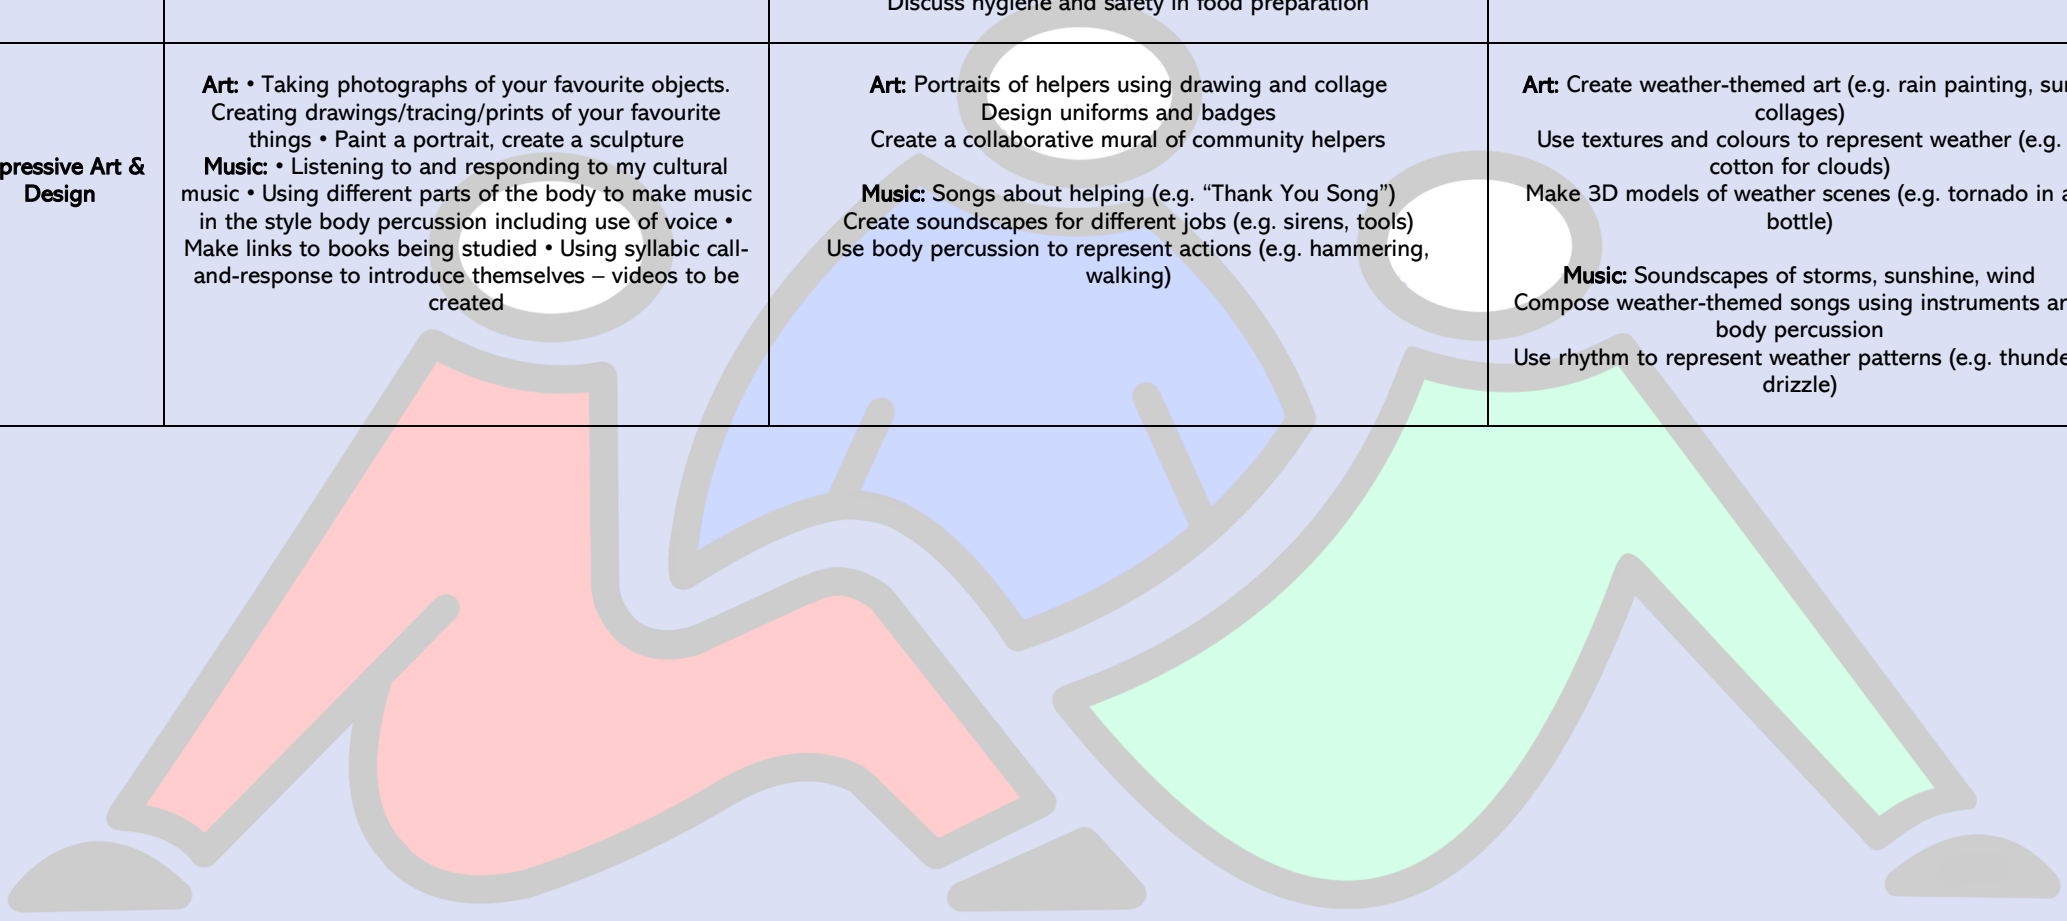 Discuss hygiene and safety in food preparation
pressive Art &
Design
Art: • Taking photographs of your favourite objects.
Creating drawings/tracing/prints of your favourite
things • Paint a portrait, create a sculpture
Music: • Listening to and responding to my cultural
music • Using different parts of the body to make music
in the style body percussion including use of voice •
Make links to books being studied • Using syllabic call-
and-response to introduce themselves – videos to be
created
Art: Portraits of helpers using drawing and collage
Design uniforms and badges
Create a collaborative mural of community helpers
Music: Songs about helping (e.g. “Thank You Song”)
Create soundscapes for different jobs (e.g. sirens, tools)
Use body percussion to represent actions (e.g. hammering,
walking)
Art: Create weather-themed art (e.g. rain painting,
collages)
Use textures and colours to represent weather (e.g.
cotton for clouds)
Make 3D models of weather scenes (e.g. tornado in a
bottle)
Music: Soundscapes of storms, sunshine, wind
Compose weather-themed songs using instruments
body percussion
Use rhythm to represent weather patterns (e.g.
drizzle)